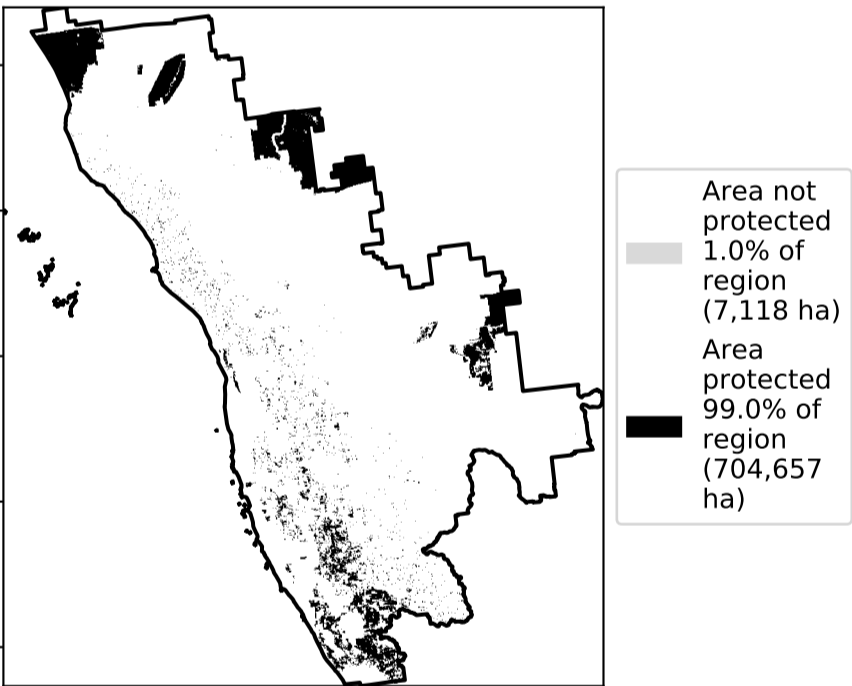 Area not
protected
1.0% of
region
(7,118 ha)
Area
protected
99.0% of
region
(704,657
ha)